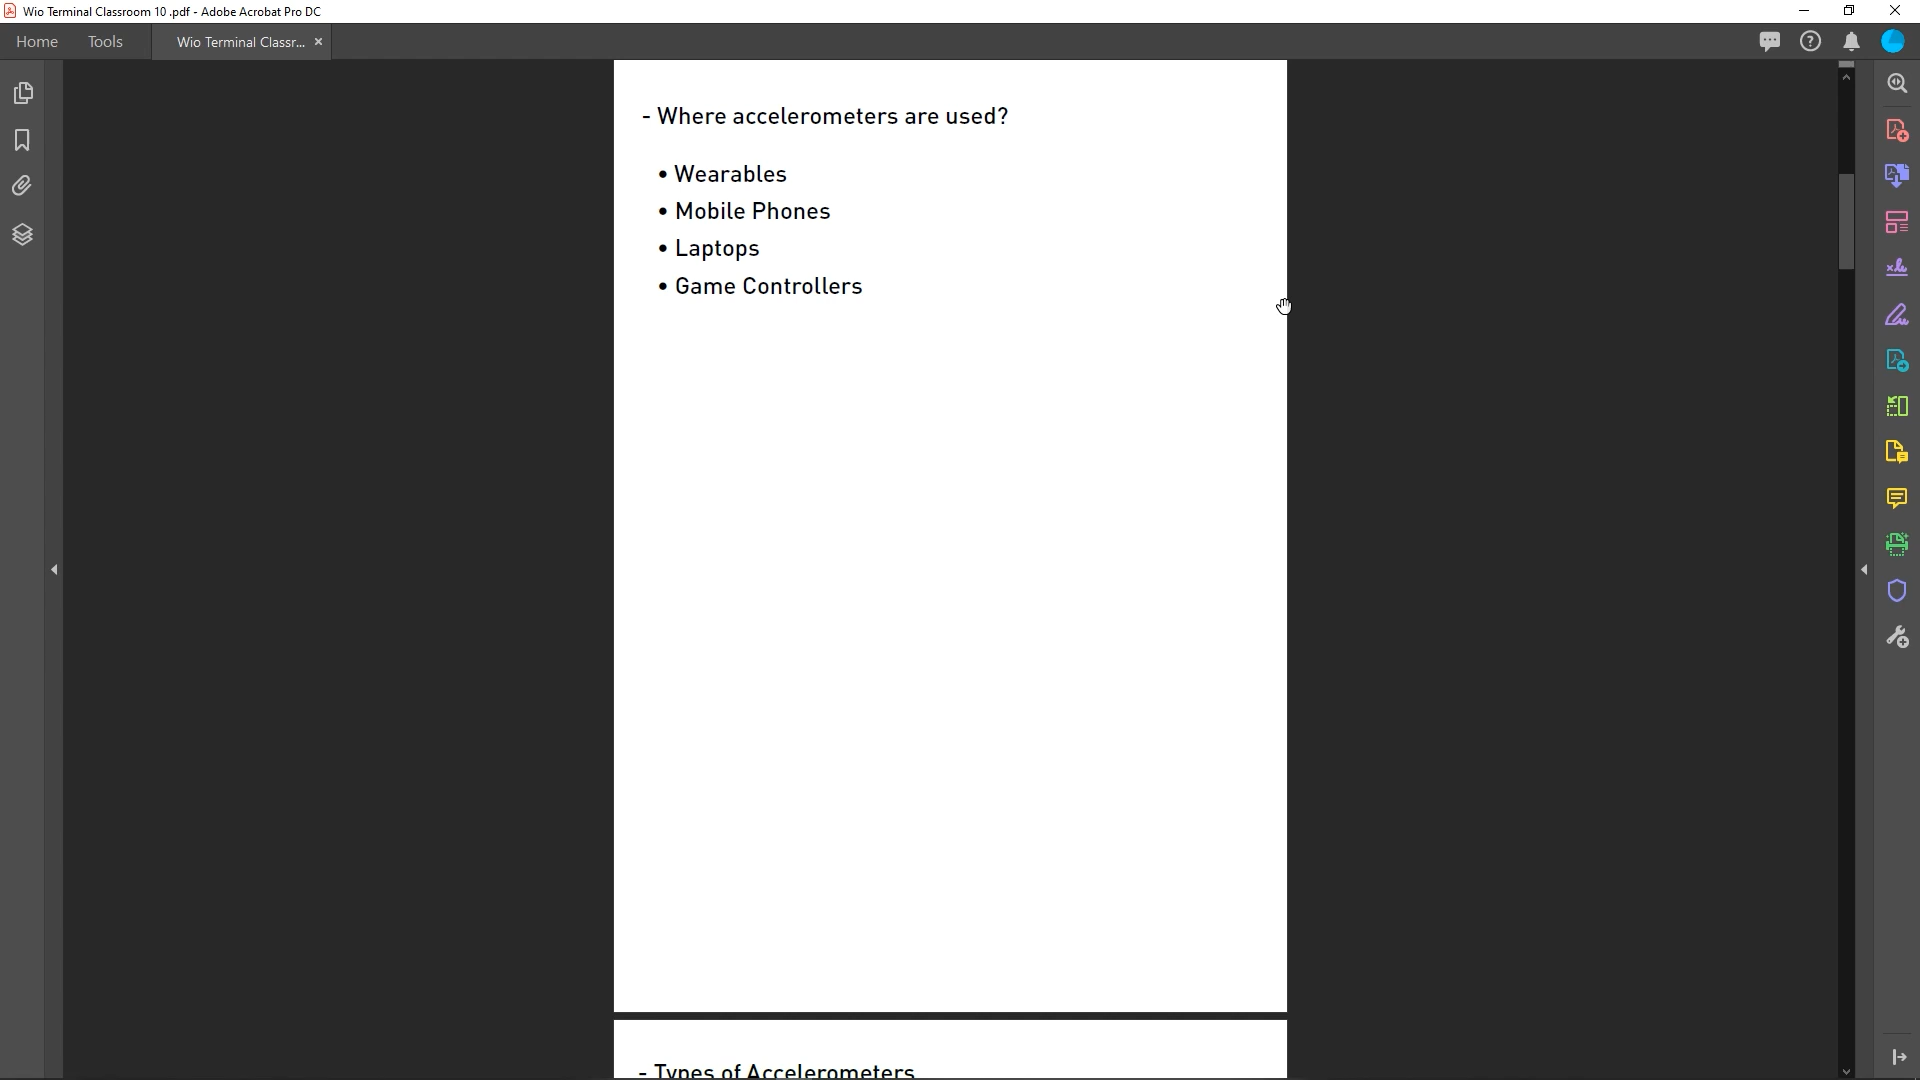 Wio Terminal Classroom 10 .pdf - Adobe Acrobat Pro DC
Home Tools Wio Terminal Classr...
- Where accelerometers are used?
• Wearables
• Mobile Phones
• Laptops
• Game Controllers
- Types of Accelerometers